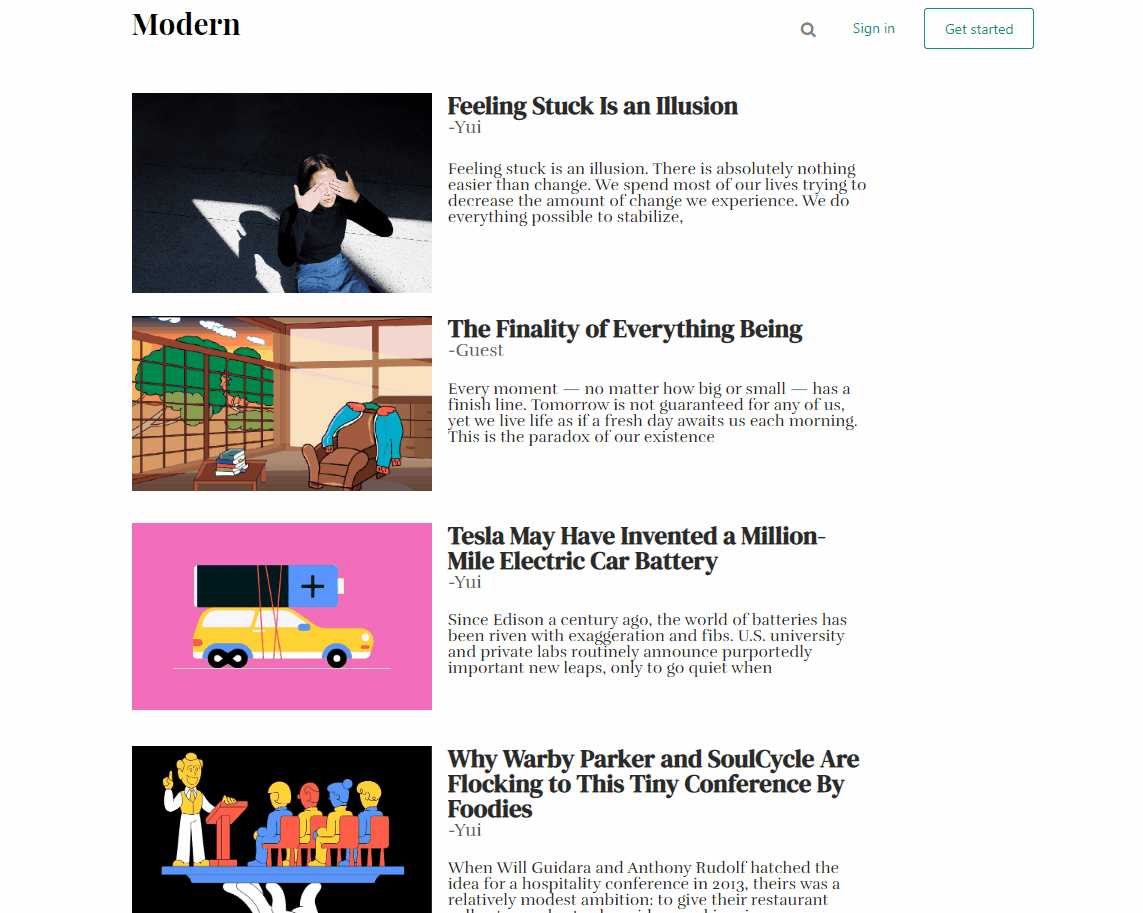 Modern
Sign in
Get started
Feeling Stuck Is an Illusion
-Yui
Feeling stuck is an illusion. There is absolutely nothing
easier than change. We spend most of our lives trying to
decrease the amount of change we experience. We do
everything possible to stabilize,
The Finality of Everything Being
-Guest
Every moment — no matter how big or small — has a
finish line. Tomorrow is not guaranteed for any of us,
yet we live life as if a fresh day awaits us each morning.
This is the paradox of our existence
Tesla May Have Invented a Million-
Mile Electric Car Battery
-Yui
Since Edison a century ago, the world of batteries has
been riven with exaggeration and fibs. U.S. university
and private labs routinely announce purportedly
important new leaps, only to go quiet when
Why Warby Parker and SoulCycle Are
Flocking to This Tiny Conference By
Foodies
-Yui
When Will Guidara and Anthony Rudolf hatched the
idea for a hospitality conference in 2013, theirs was a
relatively modest ambition: to give their restaurant